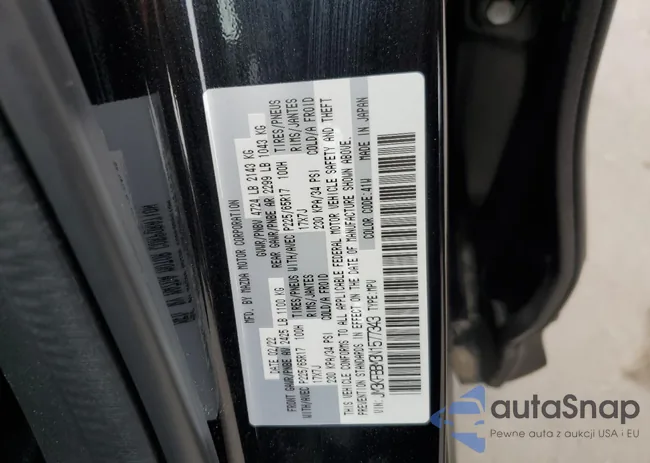 MFD. BY MAZDA MOTOR CORPORATION
DATE 02/22 GVWR/PNBV 4724 LB 2143 KG
FRONT GAWR/PNBE AV 2425 LB 1100 KG REAR GAWR/PNBE AR 2299 LB 1043 KG
TIRES/PNEUS WITH/AVEC P225/65R17 100H TIRES/PNEUS WITH/AVEC P225/65R17 100H
RIMS/JANTES 17X7J RIMS/JANTES 17X7J
COLD/A FROID 230 KPA/34 PSI COLD/A FROID 230 KPA/34 PSI
THIS CONFORMS TO ALL APPLICABLE FEDERAL MOTOR VEHICLE SAFETY AND THEFT
STANDARDS IN EFFECT ON THE DATE OF MANUFACTURE SHOWN ABOVE.
VIN: TYPE:MPV COLOR CODE:41W MADE IN JAPAN
autaSnap
Pewne auta z aukcji USA i EU